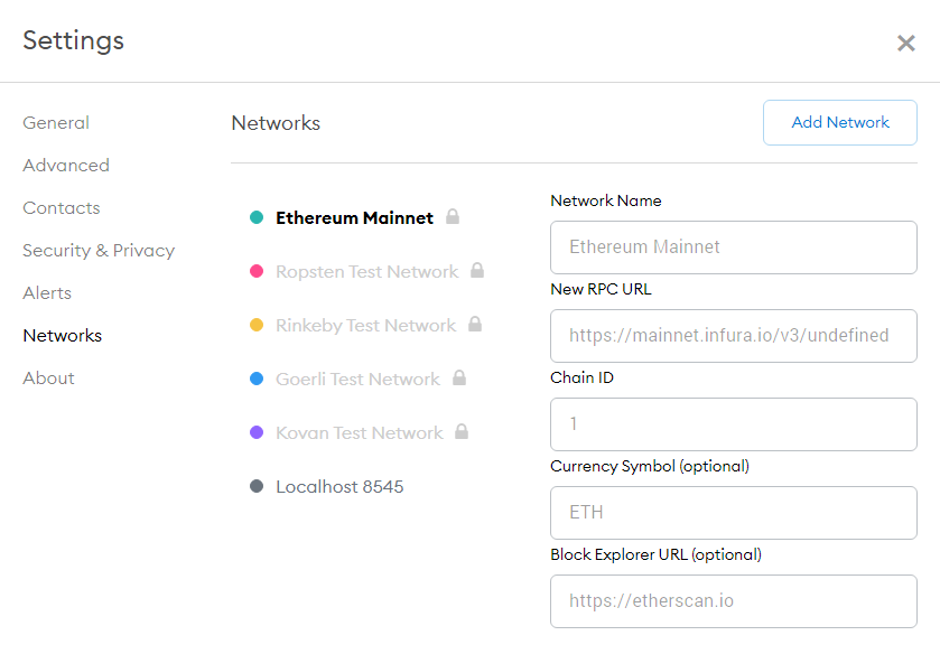 Settings
General
Advanced
Contacts
Security & Privacy
Alerts
Networks
About
Networks
Add Network
Ethereum Mainnet
Ropsten Test Network
Rinkeby Test Network
Goerli Test Network
Kovan Test Network
Localhost 8545
Network Name
Ethereum Mainnet
New RPC URL
https://mainnet.infura.io/v3/undefined
Chain ID
1
Currency Symbol (optional)
ETH
Block Explorer URL (optional)
https://etherscan.io